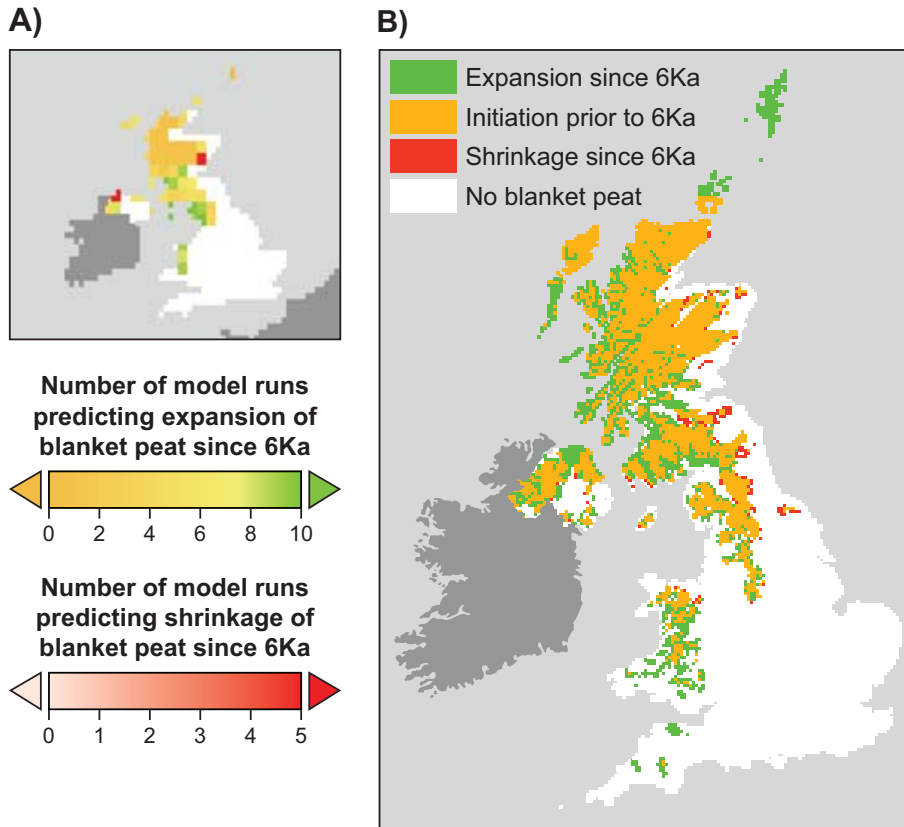 A)
Number of model runs
predicting expansion of
blanket peat since 6Ka
0 2 4 6 8 10
Number of model runs
predicting shrinkage of
blanket peat since 6Ka
0 1 2 3 4 5
B)
Expansion since 6Ka
Initiation prior to 6Ka
Shrinkage since 6Ka
No blanket peat